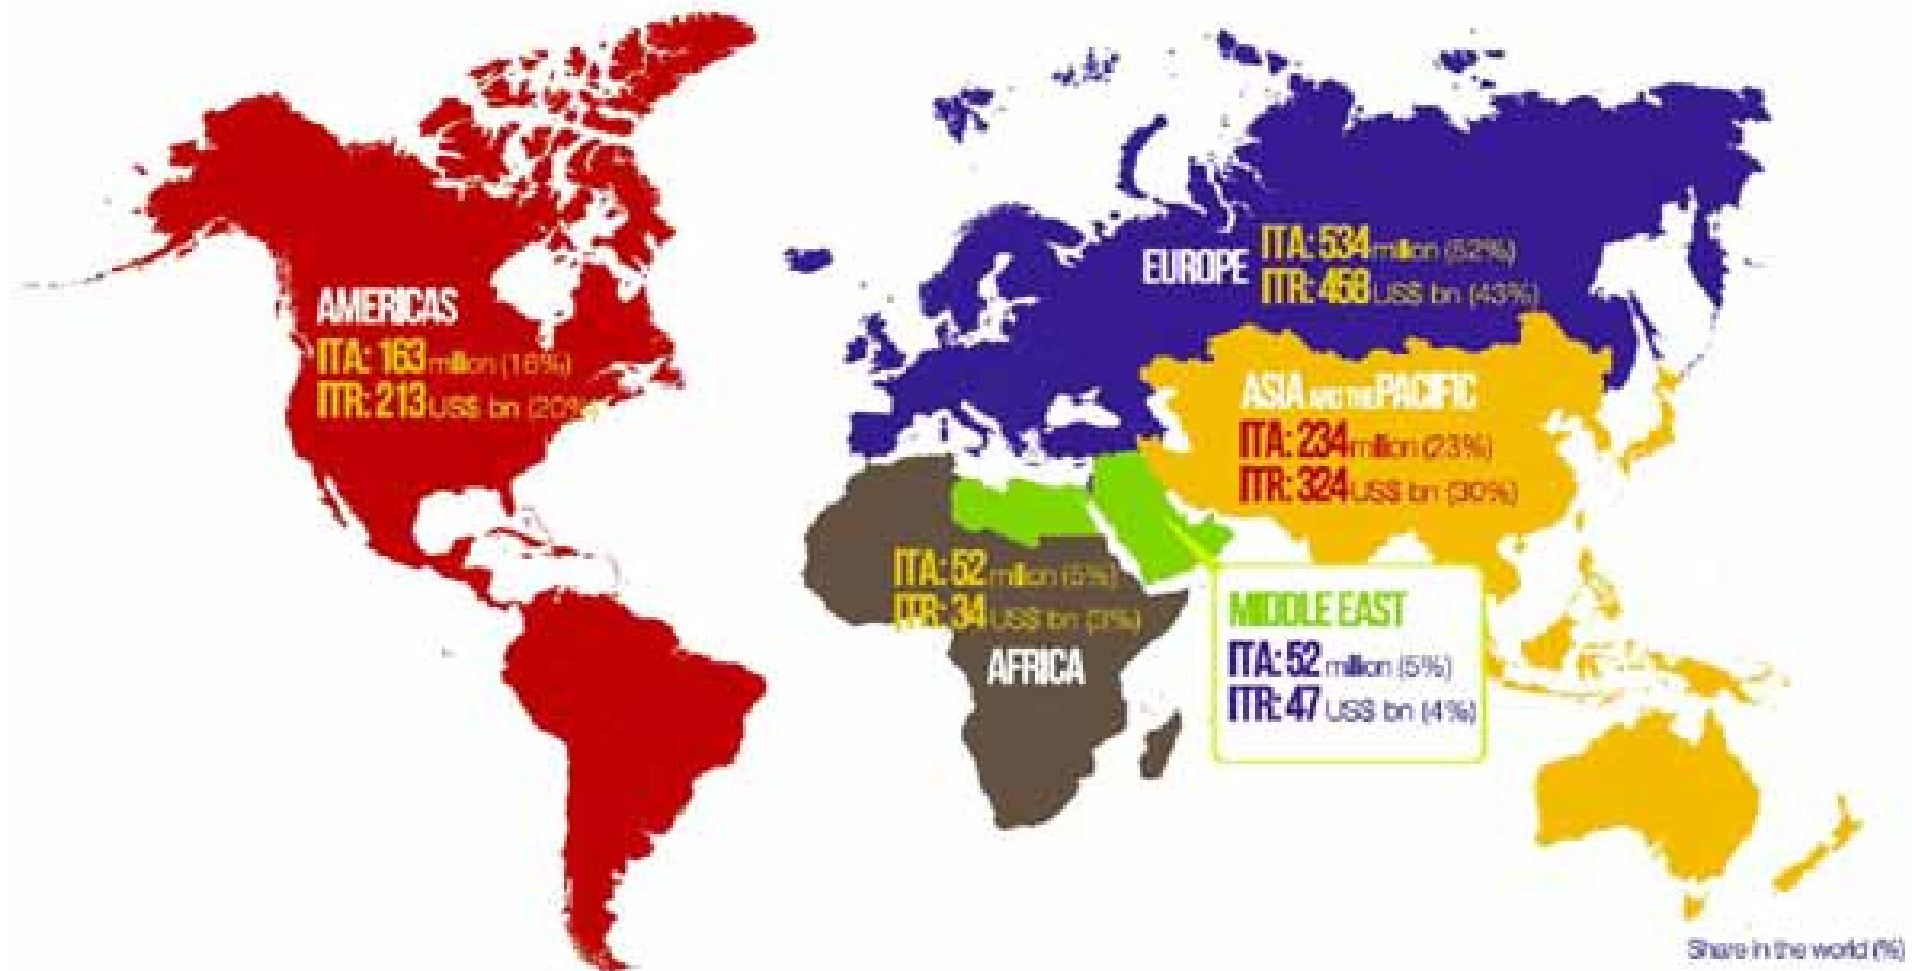 AMERICAS
ITA: 163 million (16%)
ITR: 213 US$ bn (20%)
EUROPE
ITA: 534 million (52%)
ITR: 458 US$ bn (43%)
ASIA AND THE PACIFIC
ITA: 234 million (23%)
ITR: 324 US$ bn (30%)
ITA: 52 million (5%)
ITR: 34 US$ bn (3%)
AFRICA
MIDDLE EAST
ITA: 52 million (5%)
ITR: 47 US$ bn (4%)
Share in the world (%)